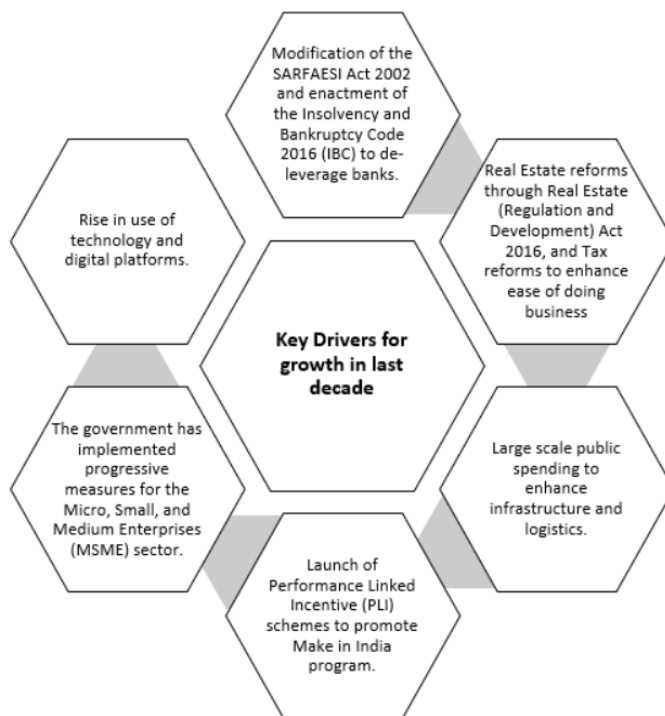 Modification of the
SARFAESI Act 2002
and enactment of
the Insolvency and
Bankruptcy Code
2016 (IBC) to de-
leverage banks.
Real Estate reforms
through Real Estate
(Regulation and
Development) Act
2016, and Tax
reforms to enhance
ease of doing
business
Large scale public
spending to
enhance
infrastructure and
logistics.
Launch of
Performance Linked
Incentive (PLI)
schemes to promote
Make in India
program.
The government has
implemented
progressive
measures for the
Micro, Small, and
Medium Enterprises
(MSME) sector.
Rise in use of
technology and
digital platforms.
Key Drivers for
growth in last
decade